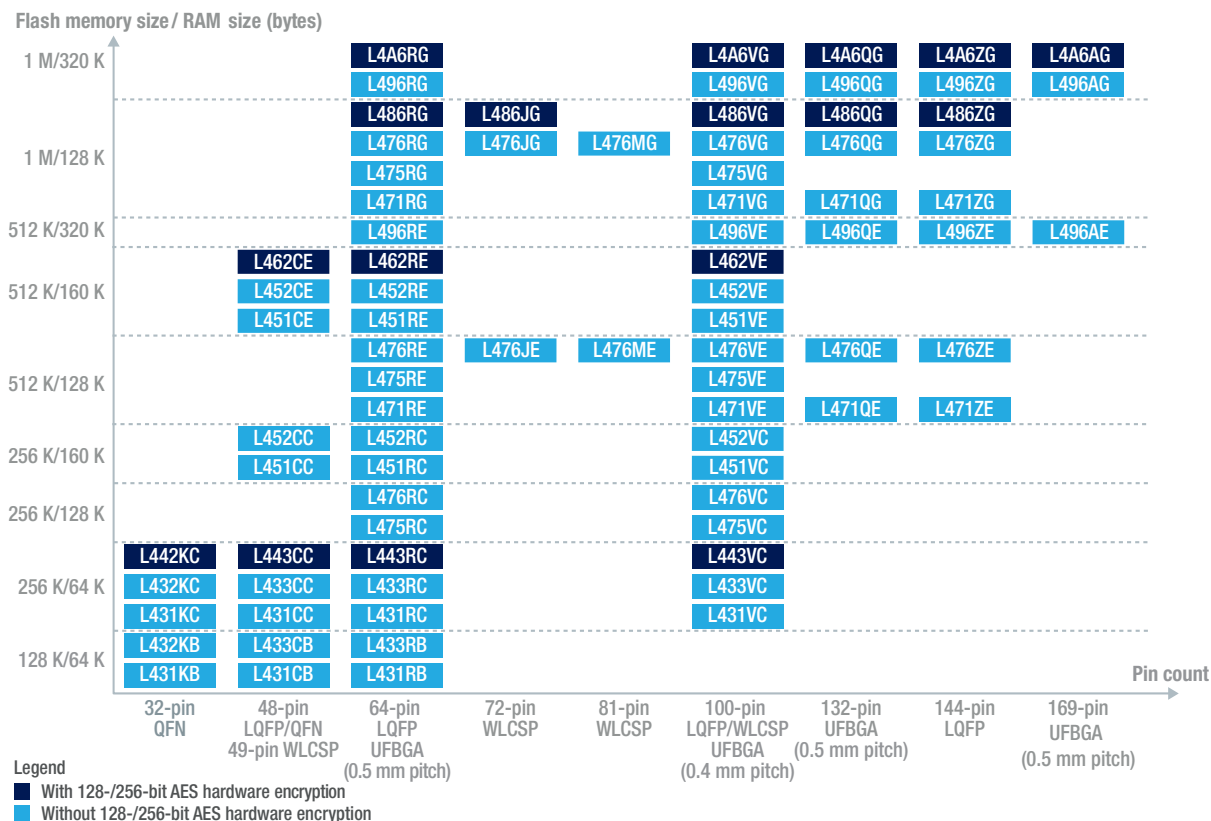 Flash memory size / RAM size (bytes)
1 M/320 K
L4A6RG L4A6VG L4A6QG L4A6ZG L4A6AG
L496RG L496VG L496QG L496ZG L496AG
L486RG L486JG L486VG L486QG L486ZG
1 M/128 K
L476RG L476JG L476MG L476VG L476QG L476ZG
L475RG L475VG
L471RG L471VG L471QG L471ZG
512 K/320 K
L496RE L496VE L496QE L496ZE L496AE
L462CE L462RE L462VE
512 K/160 K
L452CE L452RE L452VE
L451CE L451RE L451VE
L476RE L476JE L476ME L476VE L476QE L476ZE
512 K/128 K
L475RE L475VE
L471RE L471VE L471QE L471ZE
256 K/160 K
L452CC L452RC L452VC
L451CC L451RC L451VC
256 K/128 K
L476RC L476VC
L475RC L475VC
L442KC L443CC L443RC L443VC
256 K/64 K
L432KC L433CC L433RC L433VC
L431KC L431CC L431RC L431VC
128 K/64 K
L432KB L433CB L433RB
L431KB L431CB L431RB
Pin count
32-pin
QFN
48-pin
LQFP/QFN
49-pin WLCSP
64-pin
LQFP
UFBGA
(0.5 mm pitch)
72-pin
WLCSP
81-pin
WLCSP
100-pin
LQFP/WLCSP
UFBGA
(0.4 mm pitch)
132-pin
UFBGA
(0.5 mm pitch)
144-pin
LQFP
169-pin
UFBGA
(0.5 mm pitch)
Legend
With 128-/256-bit AES hardware encryption
Without 128-/256-bit AES hardware encryption